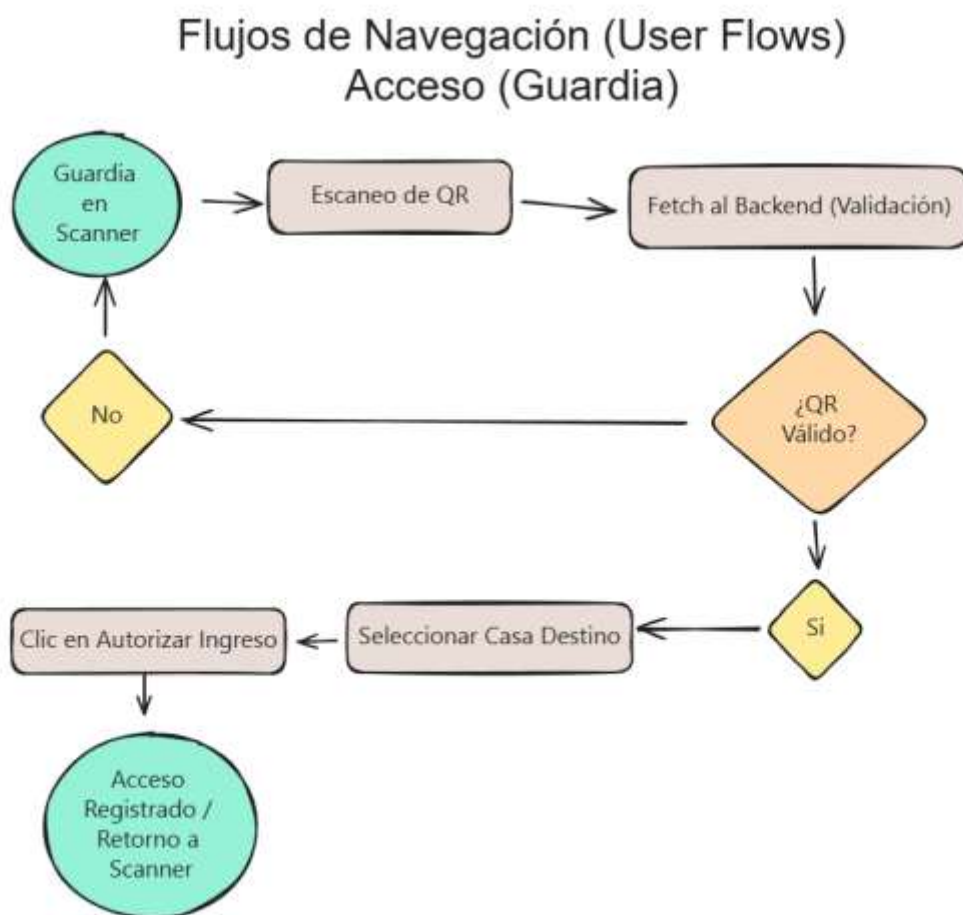 Flujos de Navegación (User Flows)
Acceso (Guardia)
Guardia
en
Scanner
Escaneo de QR
Fetch al Backend (Validación)
No
¿QR
Válido?
Clic en Autorizar Ingreso
Seleccionar Casa Destino
Si
Acceso
Registrado /
Retorno a
Scanner